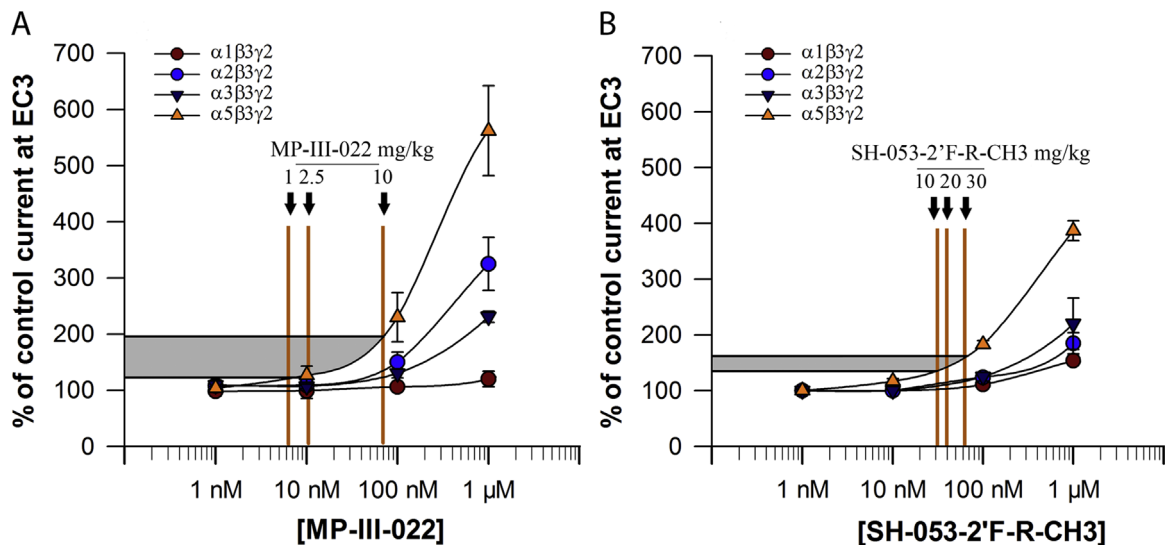 A
% of control current at EC3
700
600
500
400
300
200
100
0
α1β3γ2
α2β3γ2
α3β3γ2
α5β3γ2
MP-III-022 mg/kg
1 2.5 10
1 nM 10 nM 100 nM 1 µM
[MP-III-022]
B
% of control current at EC3
700
600
500
400
300
200
100
0
α1β3γ2
α2β3γ2
α3β3γ2
α5β3γ2
SH-053-2'F-R-CH3 mg/kg
10 20 30
1 nM 10 nM 100 nM 1 µM
[SH-053-2'F-R-CH3]